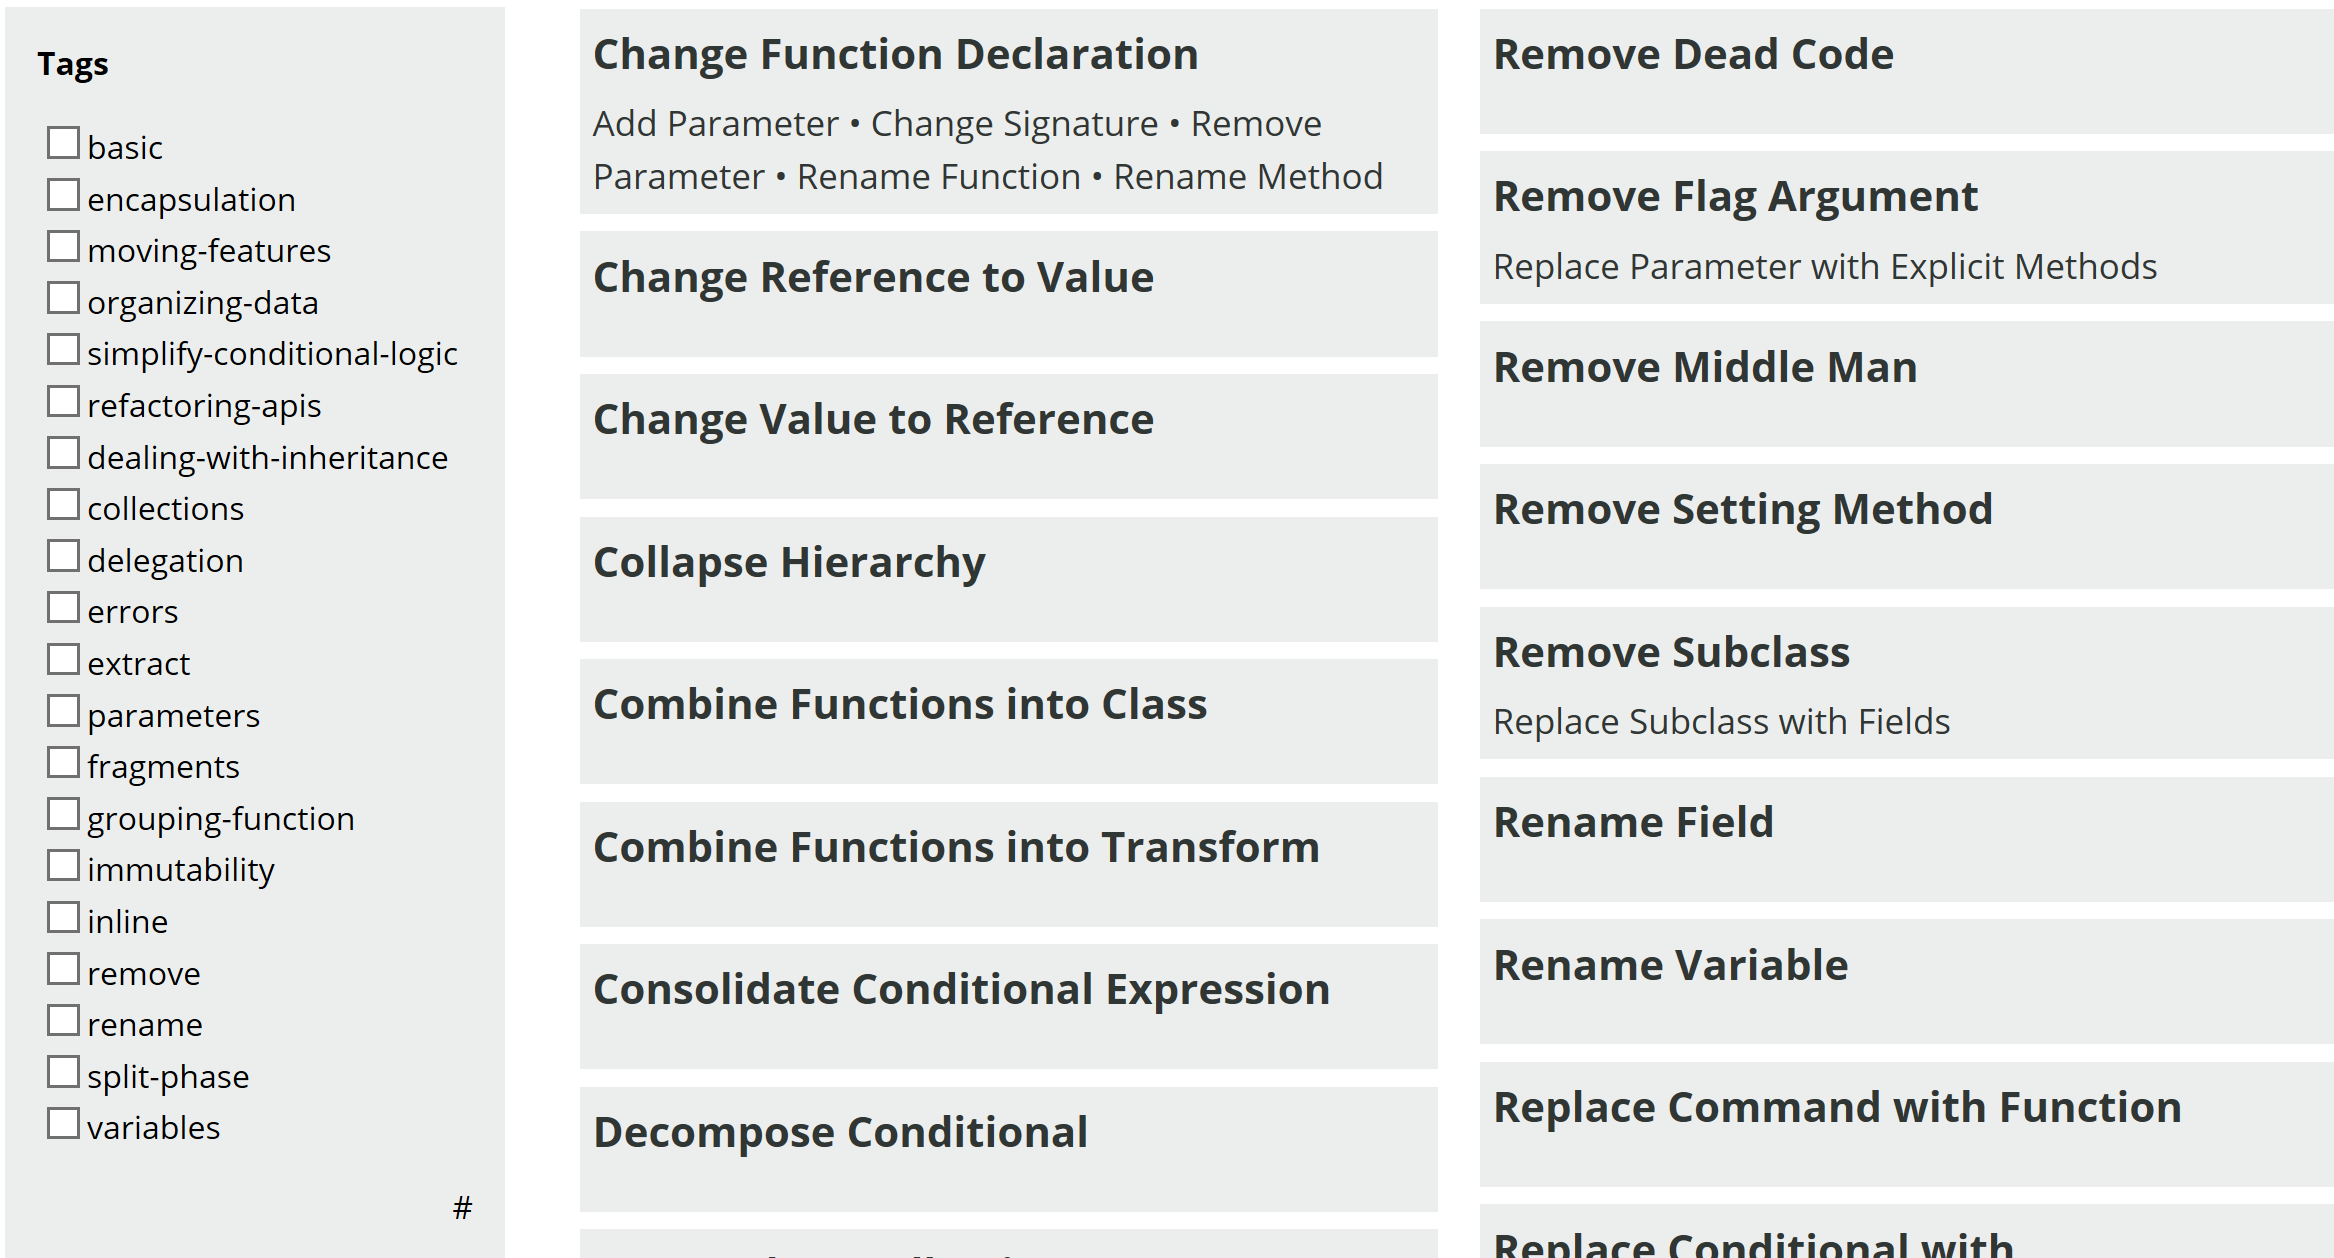 Tags
basic
encapsulation
moving-features
organizing-data
simplify-conditional-logic
refactoring-apis
dealing-with-inheritance
collections
delegation
errors
extract
parameters
fragments
grouping-function
immutability
inline
remove
rename
split-phase
variables
#
Change Function Declaration
Add Parameter • Change Signature • Remove
Parameter • Rename Function • Rename Method
Change Reference to Value
Change Value to Reference
Collapse Hierarchy
Combine Functions into Class
Combine Functions into Transform
Consolidate Conditional Expression
Decompose Conditional
Remove Dead Code
Remove Flag Argument
Replace Parameter with Explicit Methods
Remove Middle Man
Remove Setting Method
Remove Subclass
Replace Subclass with Fields
Rename Field
Rename Variable
Replace Command with Function
Replace Conditional with